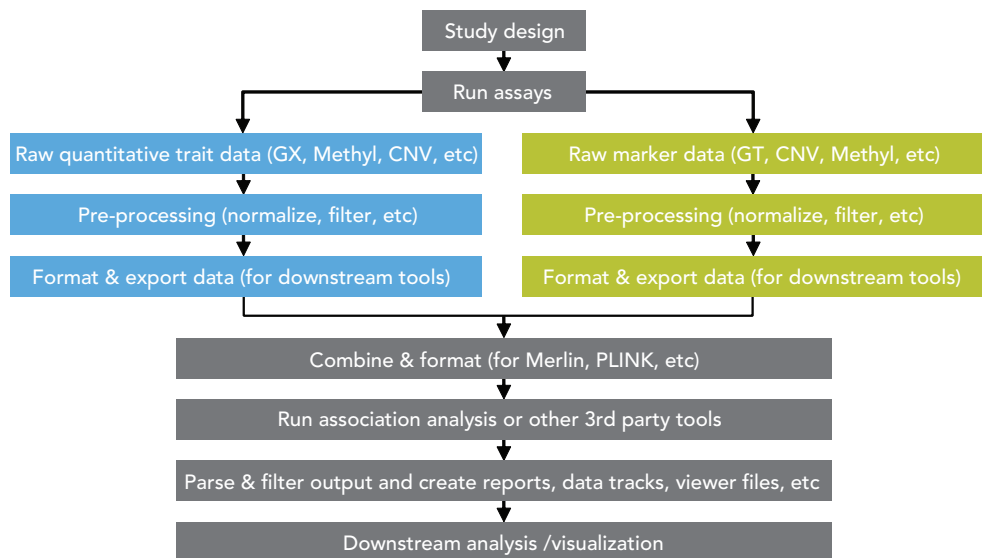 Study design
Run assays
Raw quantitative trait data (GX, Methyl, CNV, etc)
Raw marker data (GT, CNV, Methyl, etc)
Pre-processing (normalize, filter, etc)
Pre-processing (normalize, filter, etc)
Format & export data (for downstream tools)
Format & export data (for downstream tools)
Combine & format (for Merlin, PLINK, etc)
Run association analysis or other 3rd party tools
Parse & filter output and create reports, data tracks, viewer files, etc
Downstream analysis /visualization